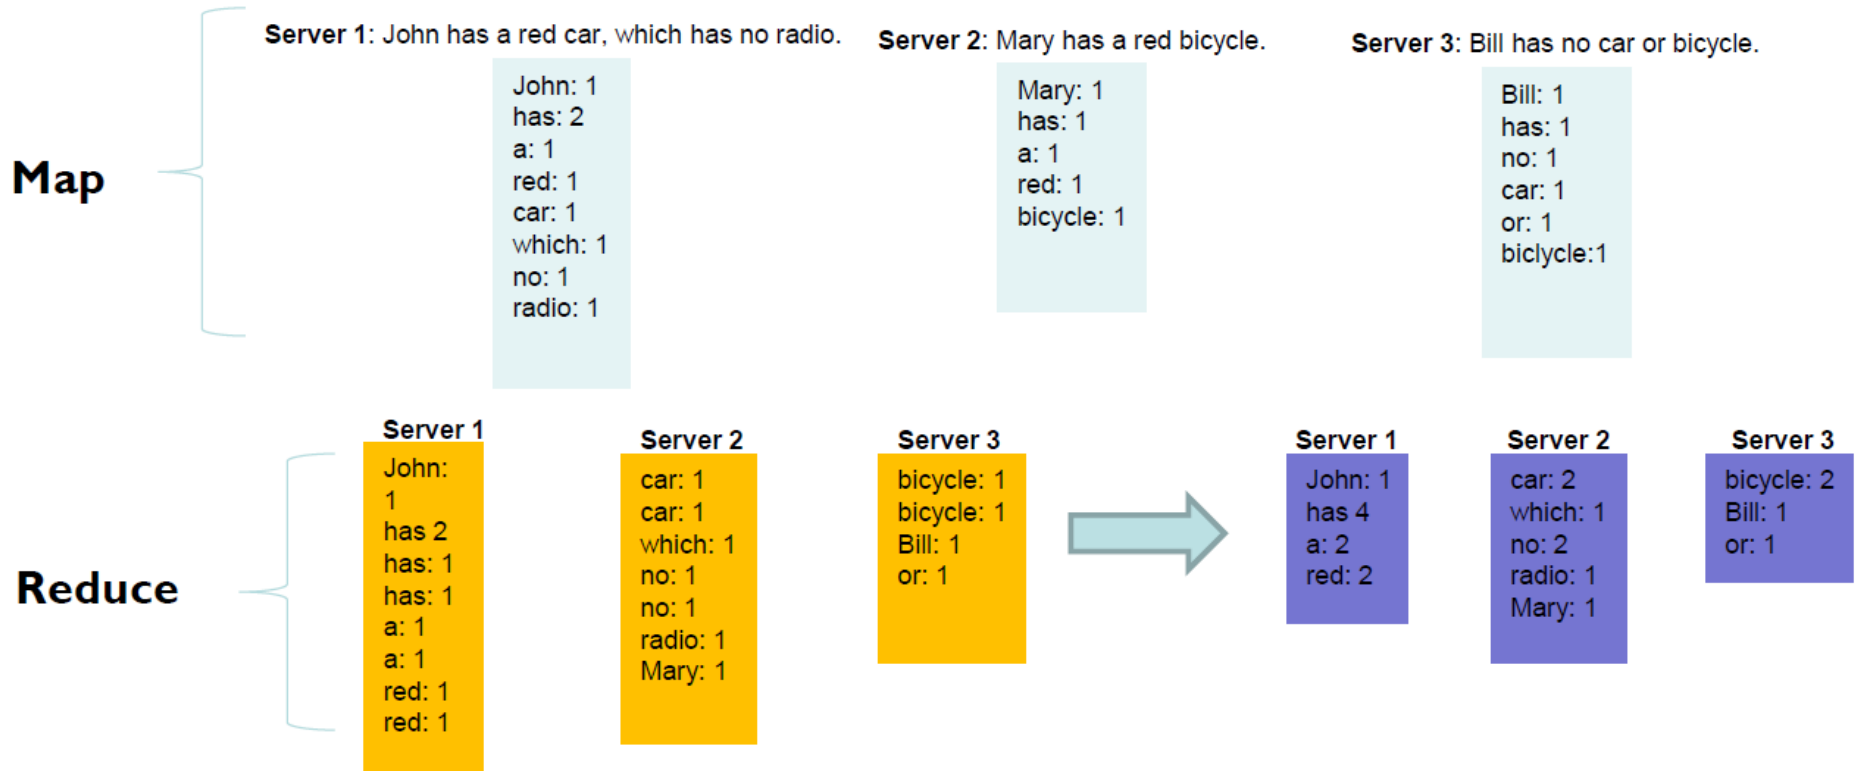 Server 1: John has a red car, which has no radio.
Server 2: Mary has a red bicycle.
Server 3: Bill has no car or bicycle.
Map
John: 1
has: 2
a: 1
red: 1
car: 1
which: 1
no: 1
radio: 1
Mary: 1
has: 1
a: 1
red: 1
bicycle: 1
Bill: 1
has: 1
no: 1
car: 1
or: 1
biclycle:1
Reduce
Server 1
John:
1
has 2
has: 1
has: 1
a: 1
a: 1
red: 1
red: 1
Server 2
car: 1
car: 1
which: 1
no: 1
no: 1
radio: 1
Mary: 1
Server 3
bicycle: 1
bicycle: 1
Bill: 1
or: 1
Server 1
John: 1
has 4
a: 2
red: 2
Server 2
car: 2
which: 1
no: 2
radio: 1
Mary: 1
Server 3
bicycle: 2
Bill: 1
or: 1